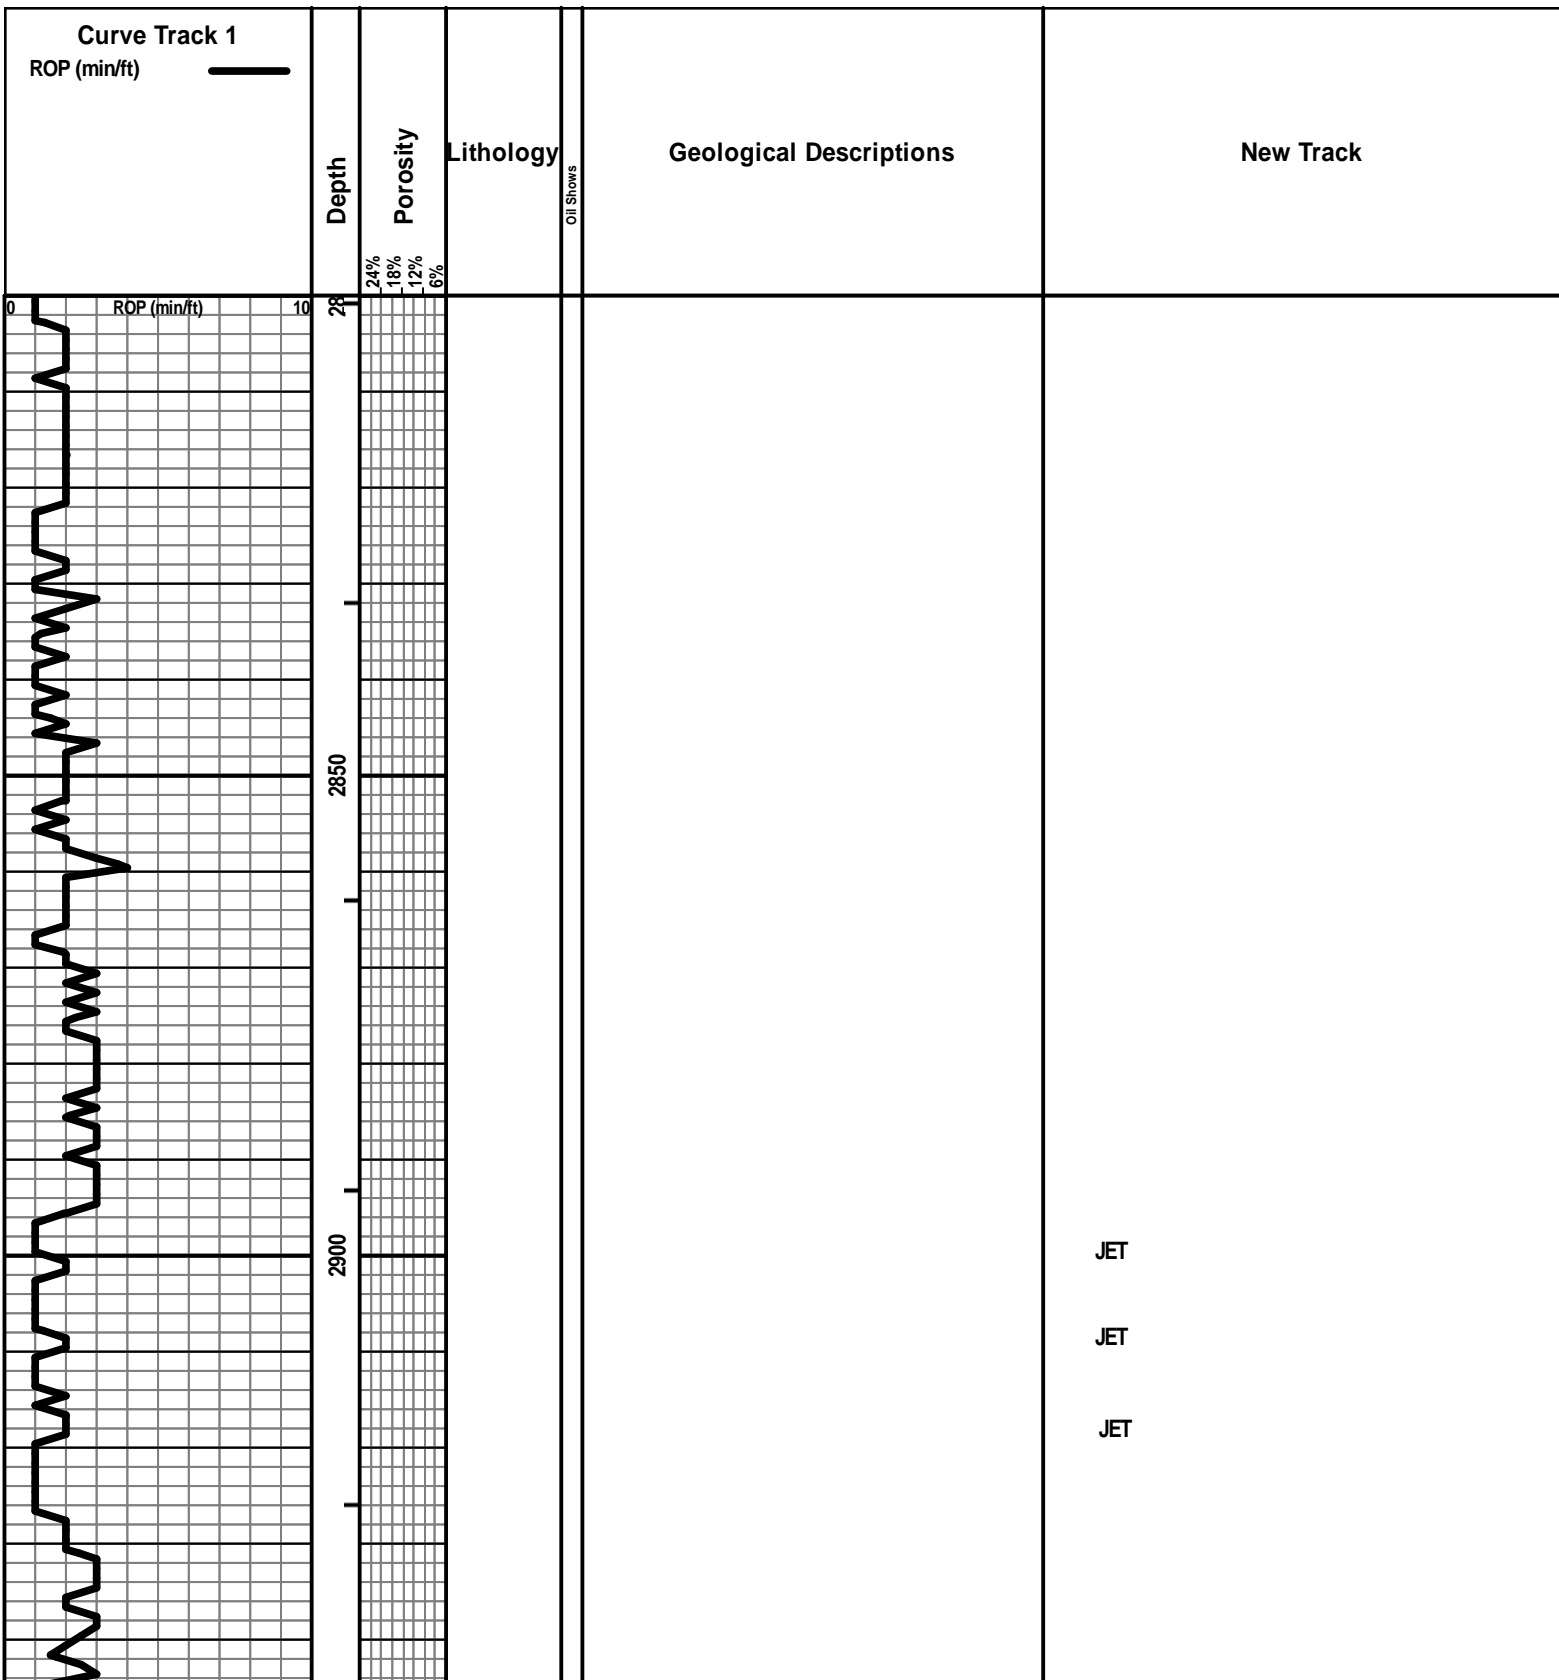 Curve Track 1
ROP (min/ft)
Depth
Porosity
Lithology
Oil Shows
Geological Descriptions
New Track
24%
18%
12%
6%
0 ROP (min/ft) 10
28
2850
2900
JET
JET
JET